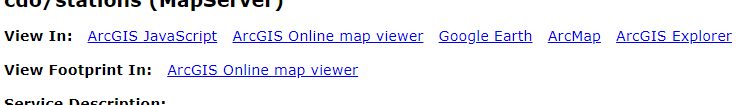 cdo/stations (MapServer)
View In: ArcGIS JavaScript ArcGIS Online map viewer Google Earth ArcMap ArcGIS Explorer
View Footprint In: ArcGIS Online map viewer
Service Description: